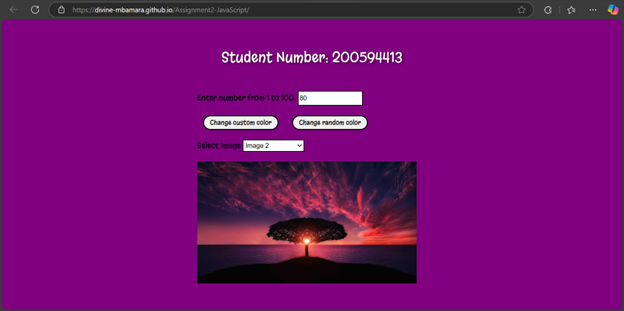 https://divine-mbamara.github.io/Assignment2-JavaScript/
Student Number: 200594413
Enter number from 1 to 100: 80
Change custom color Change random color
Select image Image 2